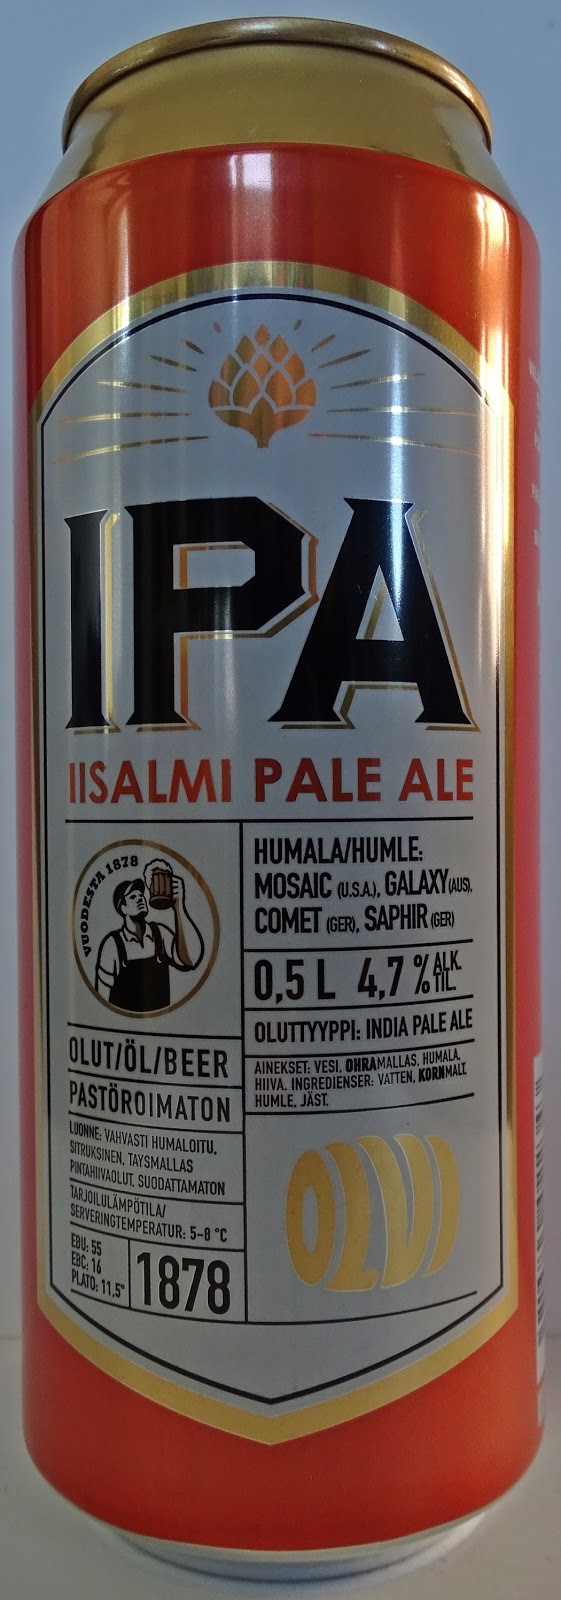 IPA
IISALMI PALE ALE
VUODESTA 1878
OLUT/ÖL/BEER
PASTÖROIMATON
LUONNE: VAHVASTI HUMALOITU,
SITRUKSINEN, TAYSMALLAS
PINTAHIIVAOLUT, SUODATTAMATON
TARJOILULÄMPÖTILA/
SERVERINGTEMPERATUR: 5-8 °C
EBU: 55
EBC: 16
PLATO: 11,5°
1878
HUMALA/HUMLE:
MOSAIC (U.S.A.), GALAXY (AUS),
COMET (GER), SAPHIR (GER)
0,5 L 4,7 % ALK.
TIL.
OLUTTYYPPI: INDIA PALE ALE
AINEKSET: VESI, OHRAMALLAS, HUMALA,
HIIVA. INGREDIENSER: VATTEN, KORNMALT,
HUMLE, JÄST.
OLVI